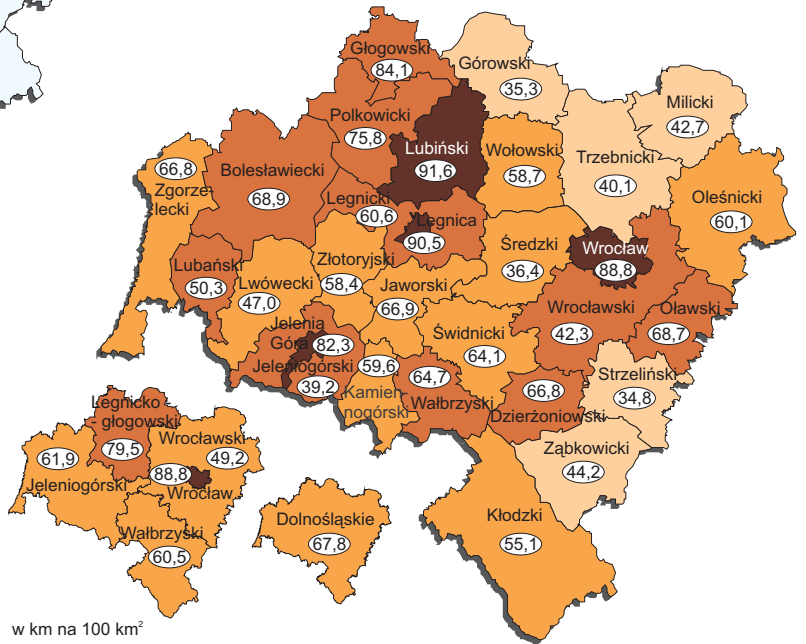 Głogowski
84,1
Górowski
35,3
Milicki
42,7
Polkowicki
75,8
Lubiński
91,6
Wołowski
58,7
Trzebnicki
40,1
66,8
Zgorze-
lecki
Bolesławiecki
68,9
Oleśnicki
60,1
Legnicki
60,6
Legnica
90,5
Średzki
36,4
Wrocław
88,8
Lubański
50,3
Lwówecki
47,0
Złotoryjski
58,4
Jaworski
66,9
Wrocławski
42,3
Oławski
68,7
Jelenia
Góra
82,3
Jeleniogórski
39,2
59,6
Kamien
nogórski
Świdnicki
64,1
64,7
Wałbrzyski
66,8
Dzierżoniowski
Strzeliński
34,8
Ząbkowicki
44,2
Kłodzki
55,1
Legnicko -
- głogowski
79,5
Wrocławski
49,2
61,9
Jeleniogórski
88,8
Wrocław
Wałbrzyski
60,5
Dolnośląskie
67,8
w km na 100 km²